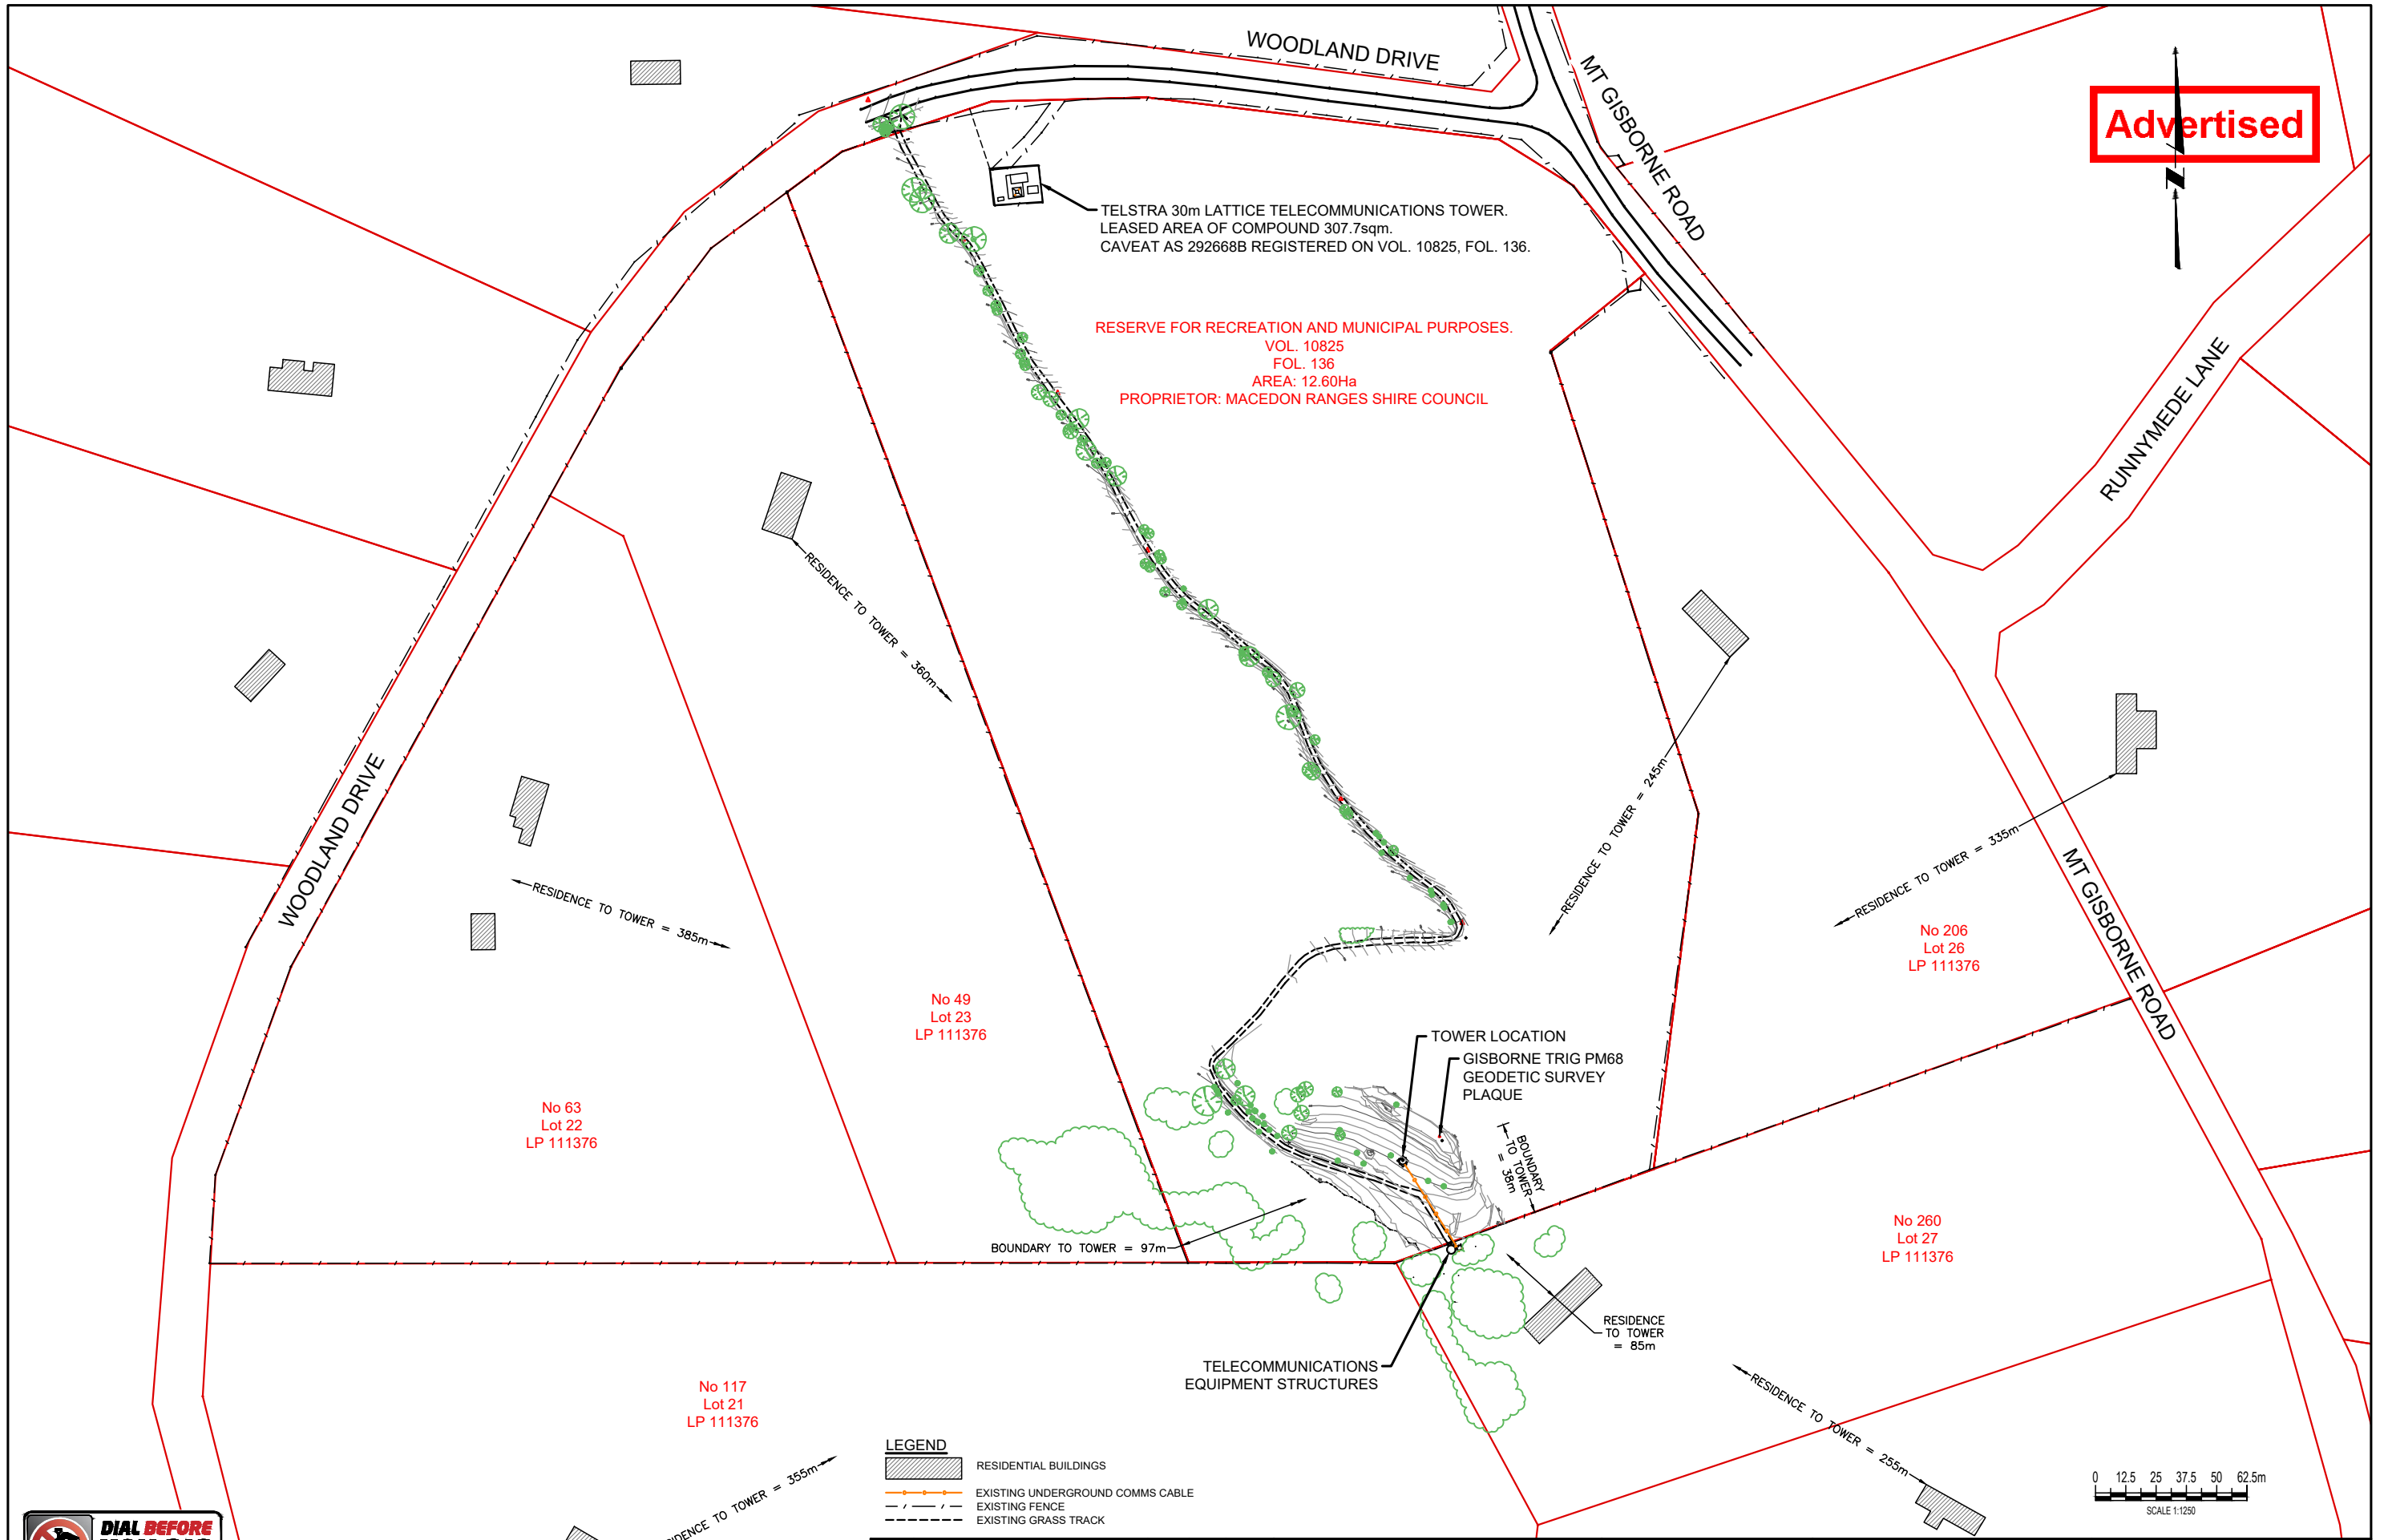 WOODLAND DRIVE
MT GISBORNE ROAD
Advertised
N
TELSTRA 30m LATTICE TELECOMMUNICATIONS TOWER.
LEASED AREA OF COMPOUND 307.7sqm.
CAVEAT AS 292668B REGISTERED ON VOL. 10825, FOL. 136.
RESERVE FOR RECREATION AND MUNICIPAL PURPOSES.
VOL. 10825
FOL. 136
AREA: 12.60Ha
PROPRIETOR: MACEDON RANGES SHIRE COUNCIL
RUNNYMEDE LANE
RESIDENCE TO TOWER = 360m
RESIDENCE TO TOWER = 245m
RESIDENCE TO TOWER = 335m
WOODLAND DRIVE
RESIDENCE TO TOWER = 385m
MT GISBORNE ROAD
No 206
Lot 26
LP 111376
No 49
Lot 23
LP 111376
TOWER LOCATION
GISBORNE TRIG PM68
GEODETIC SURVEY
PLAQUE
No 63
Lot 22
LP 111376
BOUNDARY
TO TOWER
= 38m
BOUNDARY TO TOWER = 97m
No 260
Lot 27
LP 111376
RESIDENCE
TO TOWER
= 85m
TELECOMMUNICATIONS
EQUIPMENT STRUCTURES
No 117
Lot 21
LP 111376
RESIDENCE TO TOWER = 255m
TO TOWER = 355m
LEGEND
RESIDENTIAL BUILDINGS
EXISTING UNDERGROUND COMMS CABLE
EXISTING FENCE
EXISTING GRASS TRACK
0 12.5 25 37.5 50 62.5m
SCALE 1:1250
DIAL BEFORE